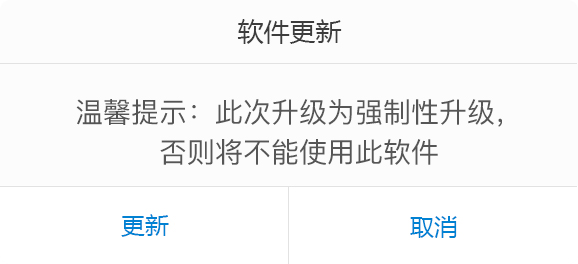 软件更新
温馨提示：此次升级为强制性升级，
否则将不能使用此软件
更新
取消